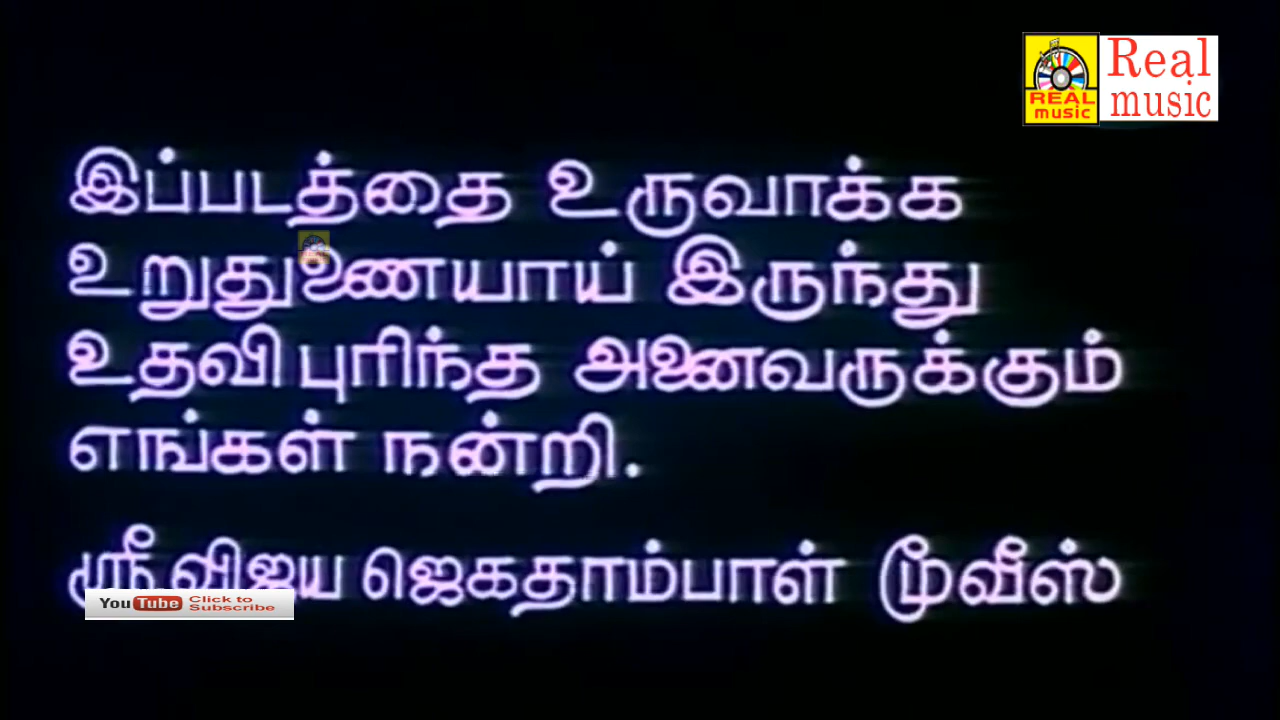 Real
music
REAL
music
இப்படத்தை உருவாக்க
உறுதுணையாய் இருந்து
உதவி புரிந்த அனைவருக்கும்
எங்கள் நன்றி.
ஸ்ரீ விஜய ஜெகதாம்பாள் மூவீஸ்
YouTube Click to
Subscribe